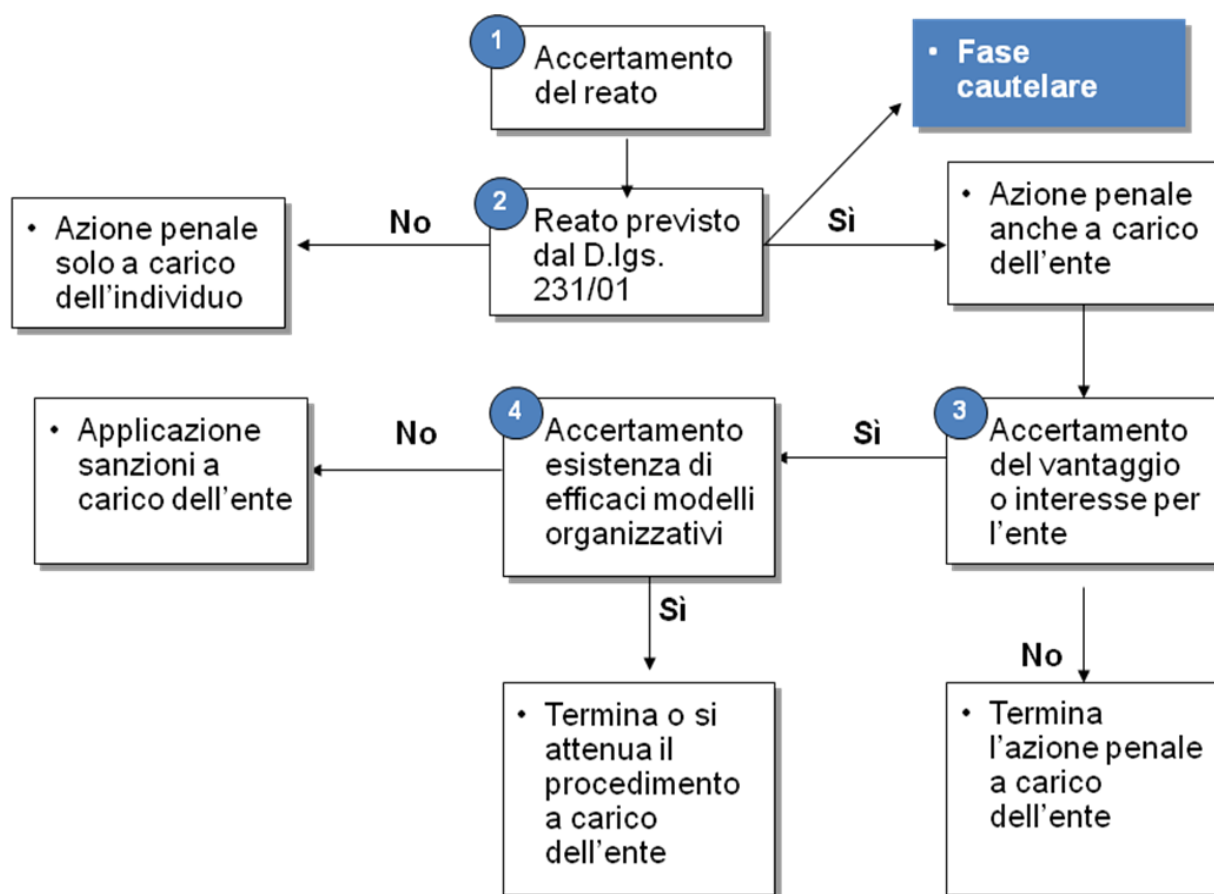 1
Accertamento
del reato
• Fase
cautelare
2
Reato previsto
dal D.lgs.
231/01
No
• Azione penale
solo a carico
dell'individuo
Sì
• Azione penale
anche a carico
dell'ente
3
Accertamento
del vantaggio
o interesse per
l'ente
Sì
4
Accertamento
esistenza di
efficaci modelli
organizzativi
No
• Applicazione
sanzioni a
carico dell'ente
Sì
• Termina o si
attenua il
procedimento
a carico
dell'ente
No
• Termina
l'azione penale
a carico
dell'ente